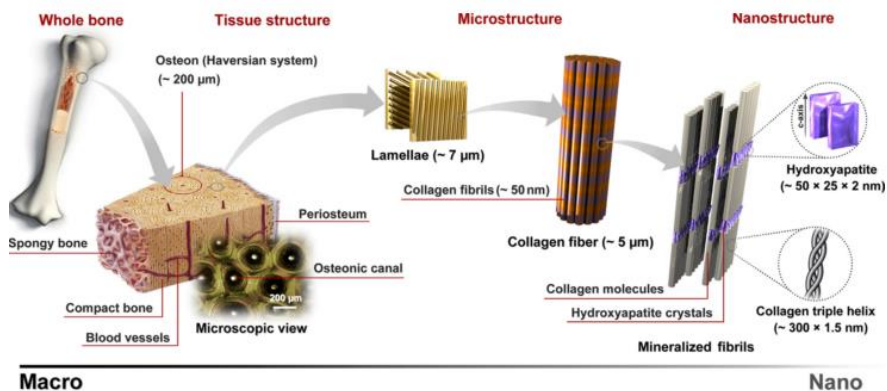 Whole bone
Tissue structure
Microstructure
Nanostructure
Osteon (Haversian system)
(~ 200 µm)
Lamellae (~ 7 µm)
c-axis
Hydroxyapatite
(~ 50 × 25 × 2 nm)
Collagen fibrils (~ 50 nm)
Periosteum
Collagen fiber (~ 5 µm)
Spongy bone
Osteonic canal
200 µm
Collagen molecules
Compact bone
Hydroxyapatite crystals
Collagen triple helix
(~ 300 × 1.5 nm)
Blood vessels
Microscopic view
Mineralized fibrils
Macro
Nano